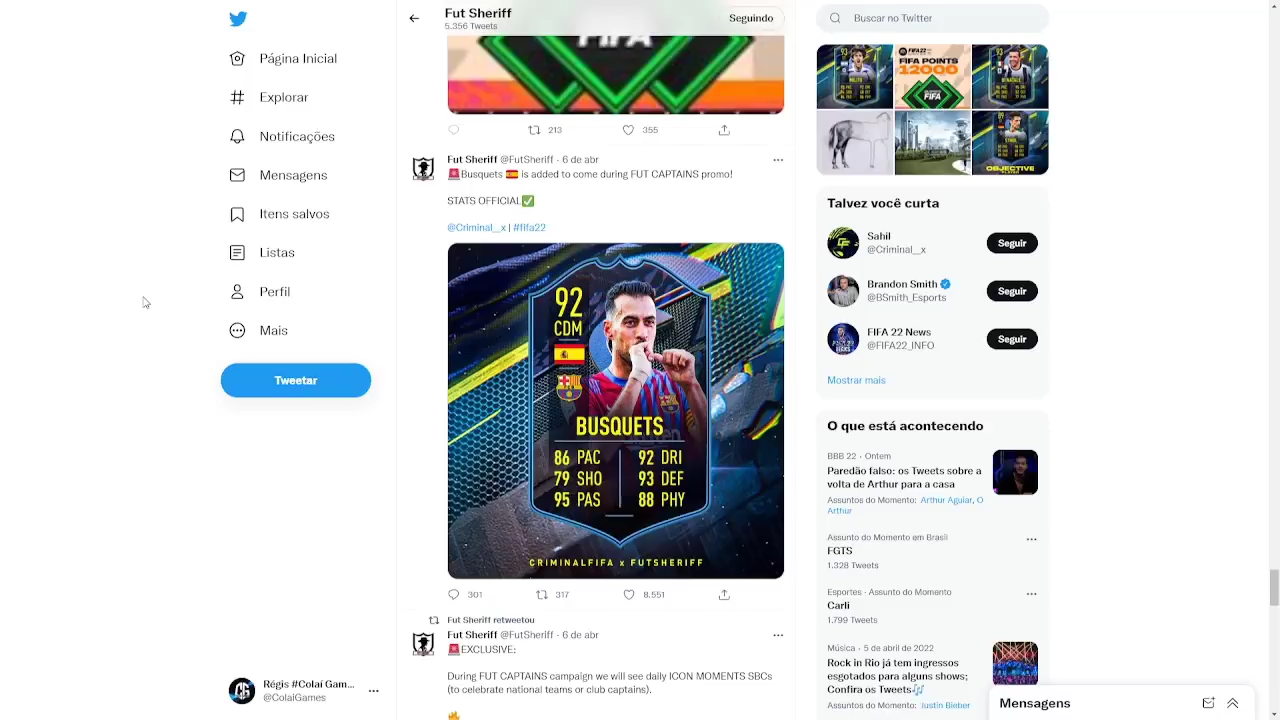 Fut Sheriff
5.356 Tweets
Seguindo
Buscar no Twitter
Página Inicial
Explorar
Notificações
Mensagens
Itens salvos
Listas
Perfil
Mais
Tweetar
Régis #Colai Gam...
@ColaIGames
FIFA
213
355
Fut Sheriff @FutSheriff · 6 de abr
🚨Busquets 🇪🇸 is added to come during FUT CAPTAINS promo!
STATS OFFICIAL✅
@Criminal__x | #fifa22
92
CDM
BUSQUETS
86 PAC 92 DRI
79 SHO 93 DEF
95 PAS 88 PHY
CRIMINALFIFA x FUTSHERIFF
301
317
8.551
Fut Sheriff retweetou
Fut Sheriff @FutSheriff · 6 de abr
🚨EXCLUSIVE:
During FUT CAPTAINS campaign we will see daily ICON MOMENTS SBCs
(to celebrate national teams or club captains).
🔥
FIFA 22
FIFA POINTS
12000
FIFA
OBJECTIVE
Talvez você curta
Sahil
@Criminal__x
Seguir
Brandon Smith
@BSmith_Esports
Seguir
FIFA 22 News
@FIFA22_INFO
Seguir
Mostrar mais
O que está acontecendo
BBB 22 · Ontem
Paredão falso: os Tweets sobre a
volta de Arthur para a casa
Assuntos do Momento: Arthur Aguiar, O
Arthur
Assunto do Momento em Brasil
FGTS
1.328 Tweets
Esportes · Assunto do Momento
Carli
1.799 Tweets
Música · 5 de abril de 2022
Rock in Rio já tem ingressos
esgotados para alguns shows;
Confira os Tweets🎶
Assuntos do Momento: Justin Bieber
Mensagens